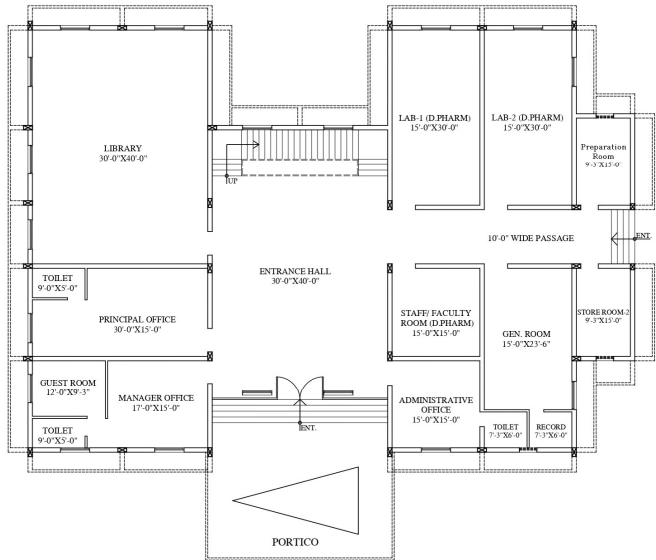 LIBRARY
30'-0"X40'-0"
UP
LAB-1 (D.PHARM)
15'-0"X30'-0"
LAB-2 (D.PHARM)
15'-0"X30'-0"
Preparation
Room
9'-3"X15'-0"
10'-0" WIDE PASSAGE
ENT.
ENTRANCE HALL
30'-0"X40'-0"
TOILET
9'-0"X5'-0"
PRINCIPAL OFFICE
30'-0"X15'-0"
STAFF/ FACULTY
ROOM (D.PHARM)
15'-0"X15'-0"
GEN. ROOM
15'-0"X23'-6"
STORE ROOM-2
9'-3"X15'-0"
GUEST ROOM
12'-0"X9'-3"
MANAGER OFFICE
17'-0"X15'-0"
TOILET
9'-0"X5'-0"
ADMINISTRATIVE
OFFICE
15'-0"X15'-0"
TOILET
7'-3"X6'-0"
RECORD
7'-3"X6'-0"
ENT.
PORTICO